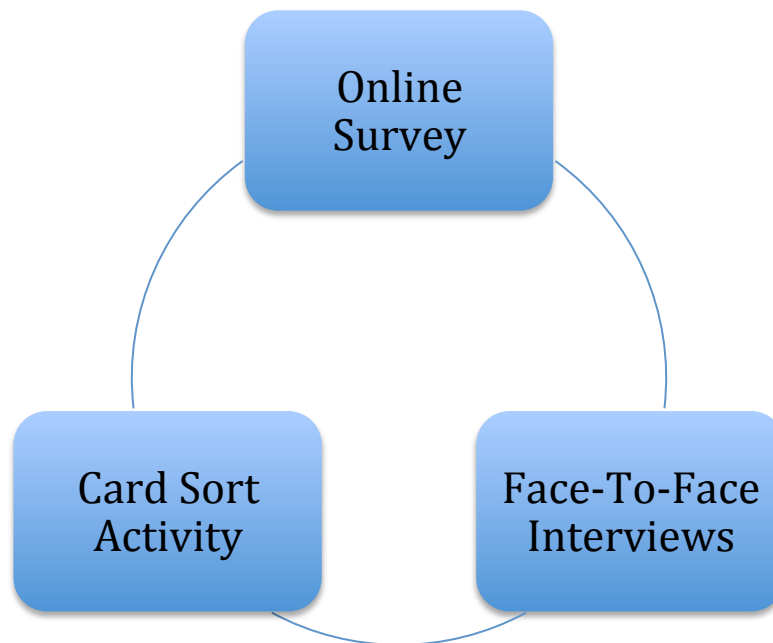 Online
Survey
Card Sort
Activity
Face-To-Face
Interviews